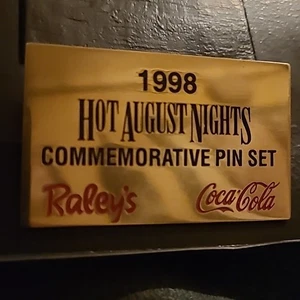 1998
HOT AUGUST NIGHTS
COMMEMORATIVE PIN SET
Raley's Coca-Cola